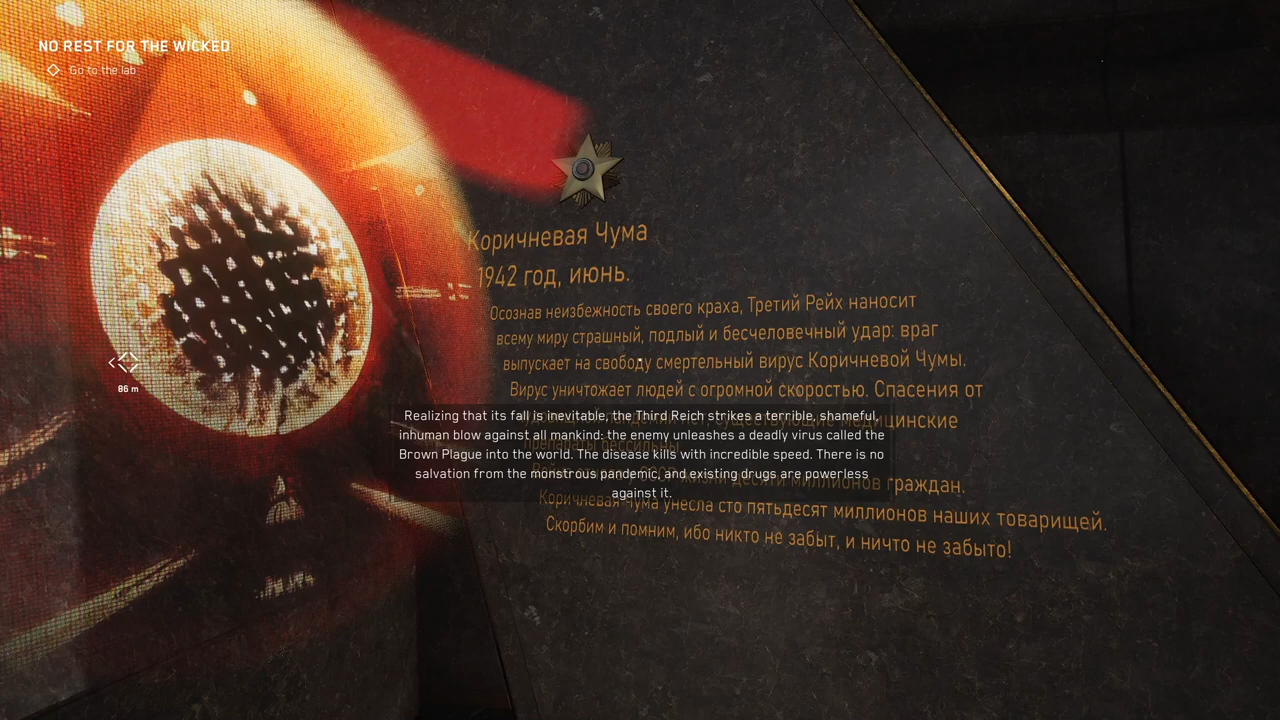 NO REST FOR THE WICKED
Go to the lab
86 m
Коричневая Чума
1942 год, июнь.
Осознав неизбежность своего краха, Третий Рейх наносит
всему миру страшный, подлый и бесчеловечный удар: враг
выпускает на свободу смертельный вирус Коричневой Чумы.
Вирус уничтожает людей с огромной скоростью. Спасения от
пандемии нет, существующие медицинские
препараты бессильны.
СССР жизни десяти миллионов граждан.
Коричневая Чума унесла сто пятьдесят миллионов наших товарищей.
Скорбим и помним, ибо никто не забыт, и ничто не забыто!
Realizing that its fall is inevitable, the Third Reich strikes a terrible, shameful,
inhuman blow against all mankind: the enemy unleashes a deadly virus called the
Brown Plague into the world. The disease kills with incredible speed. There is no
salvation from the monstrous pandemic, and existing drugs are powerless
against it.